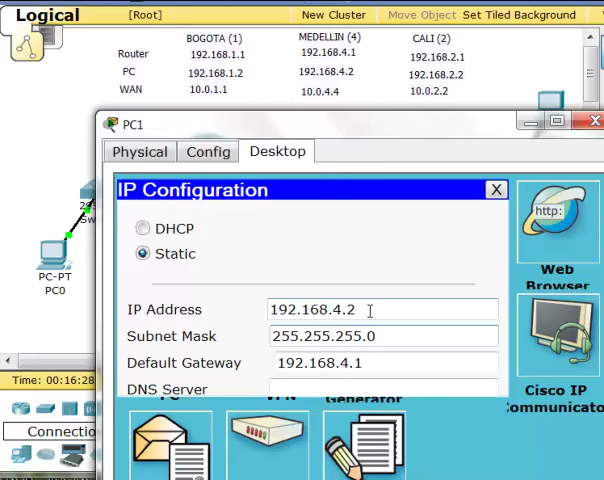 Logical
[Root]
New Cluster
Move Object
Set Tiled Background
BOGOTA (1)
MEDELLIN (4)
CALI (2)
Router
192.168.1.1
192.168.4.1
192.168.2.1
PC
192.168.1.2
192.168.4.2
192.168.2.2
WAN
10.0.1.1
10.0.4.4
10.0.2.2
PC1
Physical
Config
Desktop
IP Configuration
X
DHCP
Static
IP Address
192.168.4.2
Subnet Mask
255.255.255.0
Default Gateway
192.168.4.1
DNS Server
http:
Web
Browser
Cisco IP
Communicato
Generator
VPN
PC-PT
PC0
Time: 00:16:28
Connectio